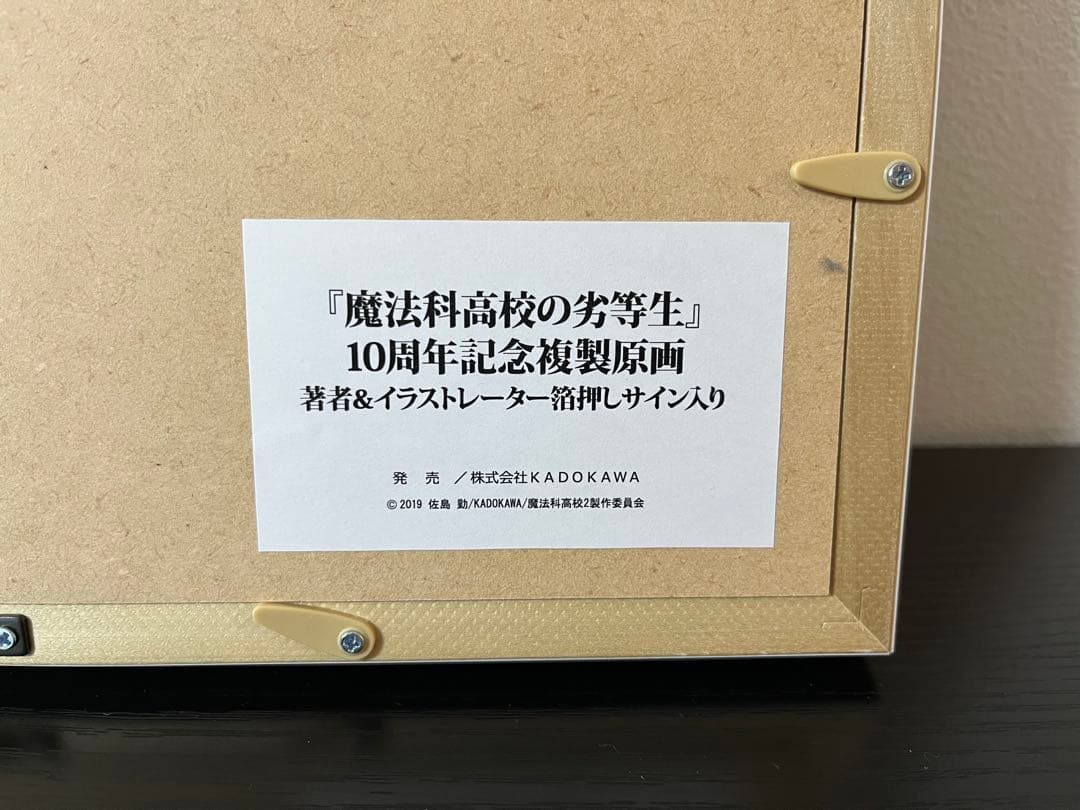 『魔法科高校の劣等生』
10周年記念複製原画
著者&イラストレーター箔押しサイン入り
発 売 ／株式会社ＫＡＤＯＫＡＷＡ
© 2019 佐島 勤/KADOKAWA/魔法科高校2製作委員会